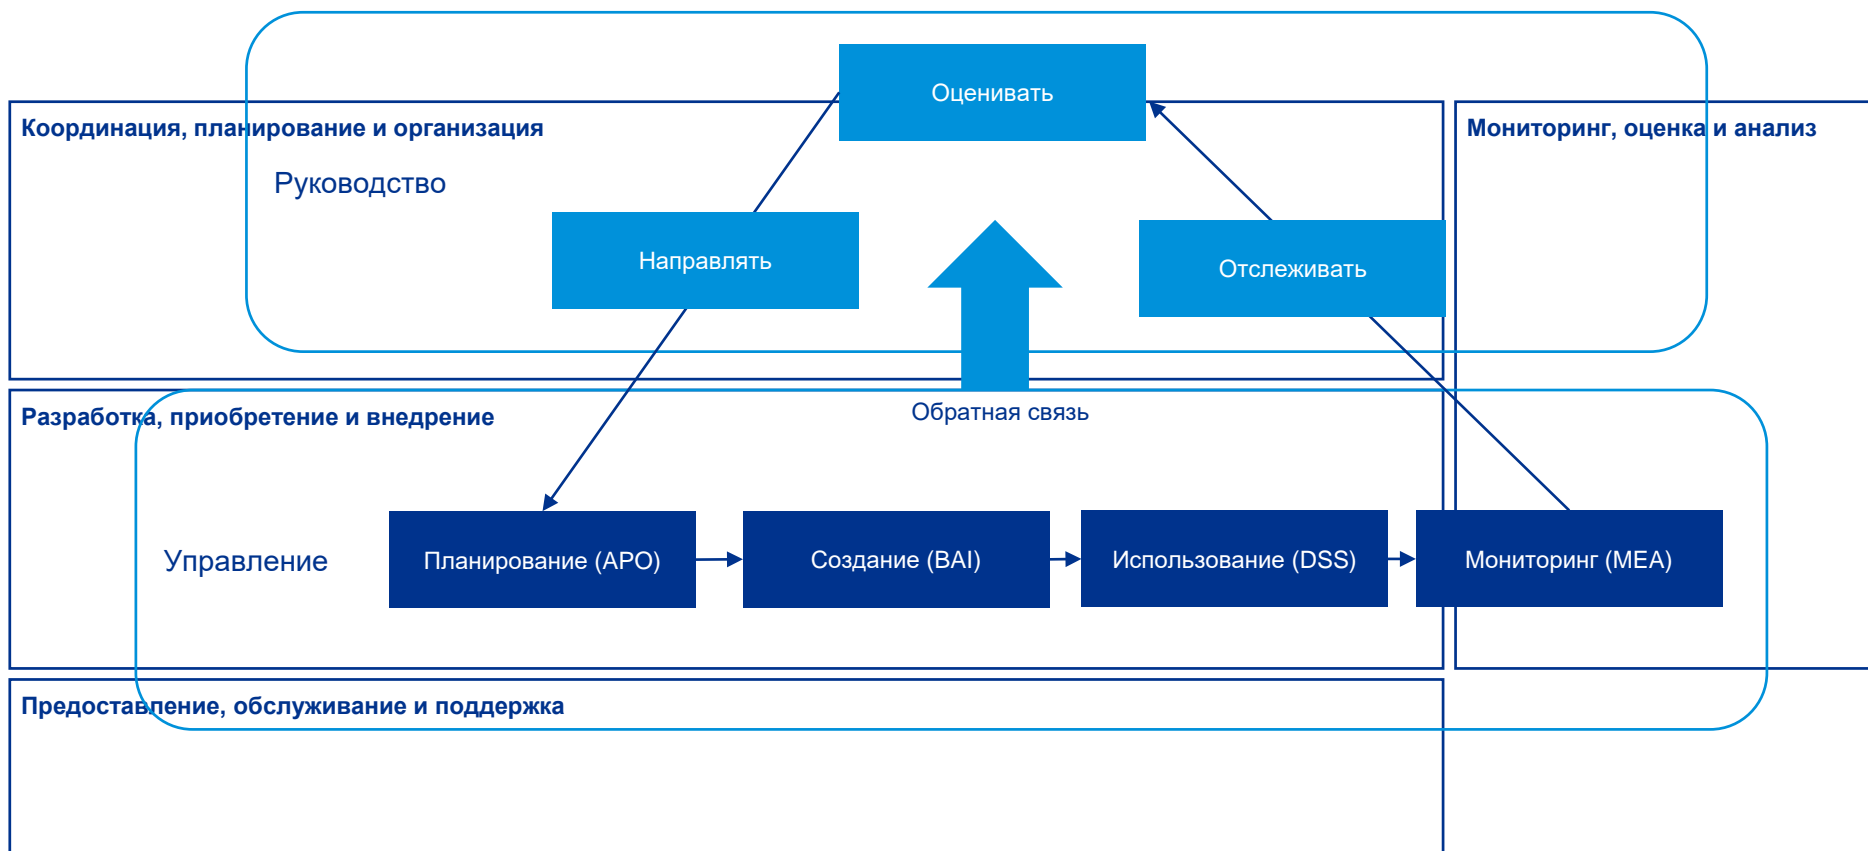 Оценивать
Координация, планирование и организация
Мониторинг, оценка и анализ
Руководство
Направлять
Отслеживать
Обратная связь
Разработка, приобретение и внедрение
Управление
Планирование (APO)
Создание (BAI)
Использование (DSS)
Мониторинг (MEA)
Предоставление, обслуживание и поддержка